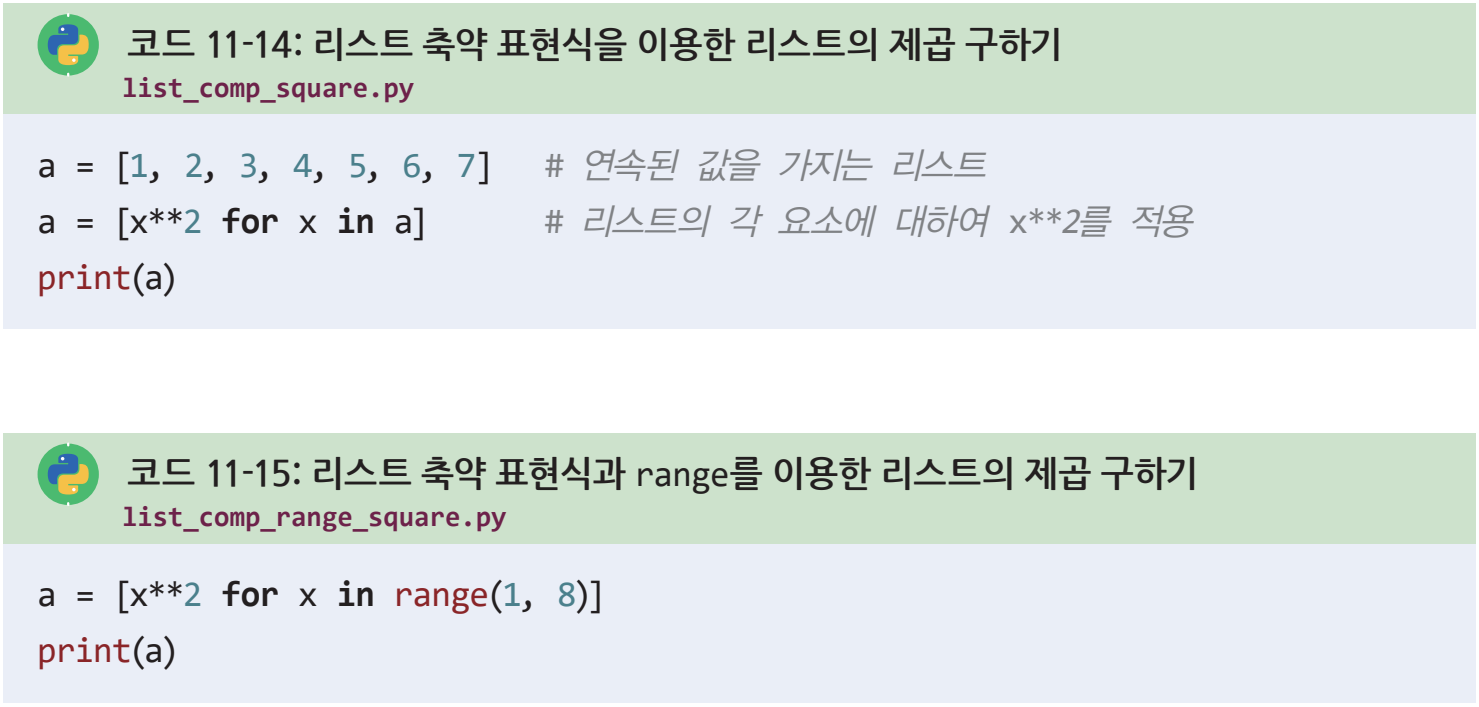 코드 11-14: 리스트 축약 표현식을 이용한 리스트의 제곱 구하기
list_comp_square.py
a = [1, 2, 3, 4, 5, 6, 7]   # 연속된 값을 가지는 리스트
a = [x**2 for x in a]       # 리스트의 각 요소에 대하여 x**2를 적용
print(a)
코드 11-15: 리스트 축약 표현식과 range를 이용한 리스트의 제곱 구하기
list_comp_range_square.py
a = [x**2 for x in range(1, 8)]
print(a)